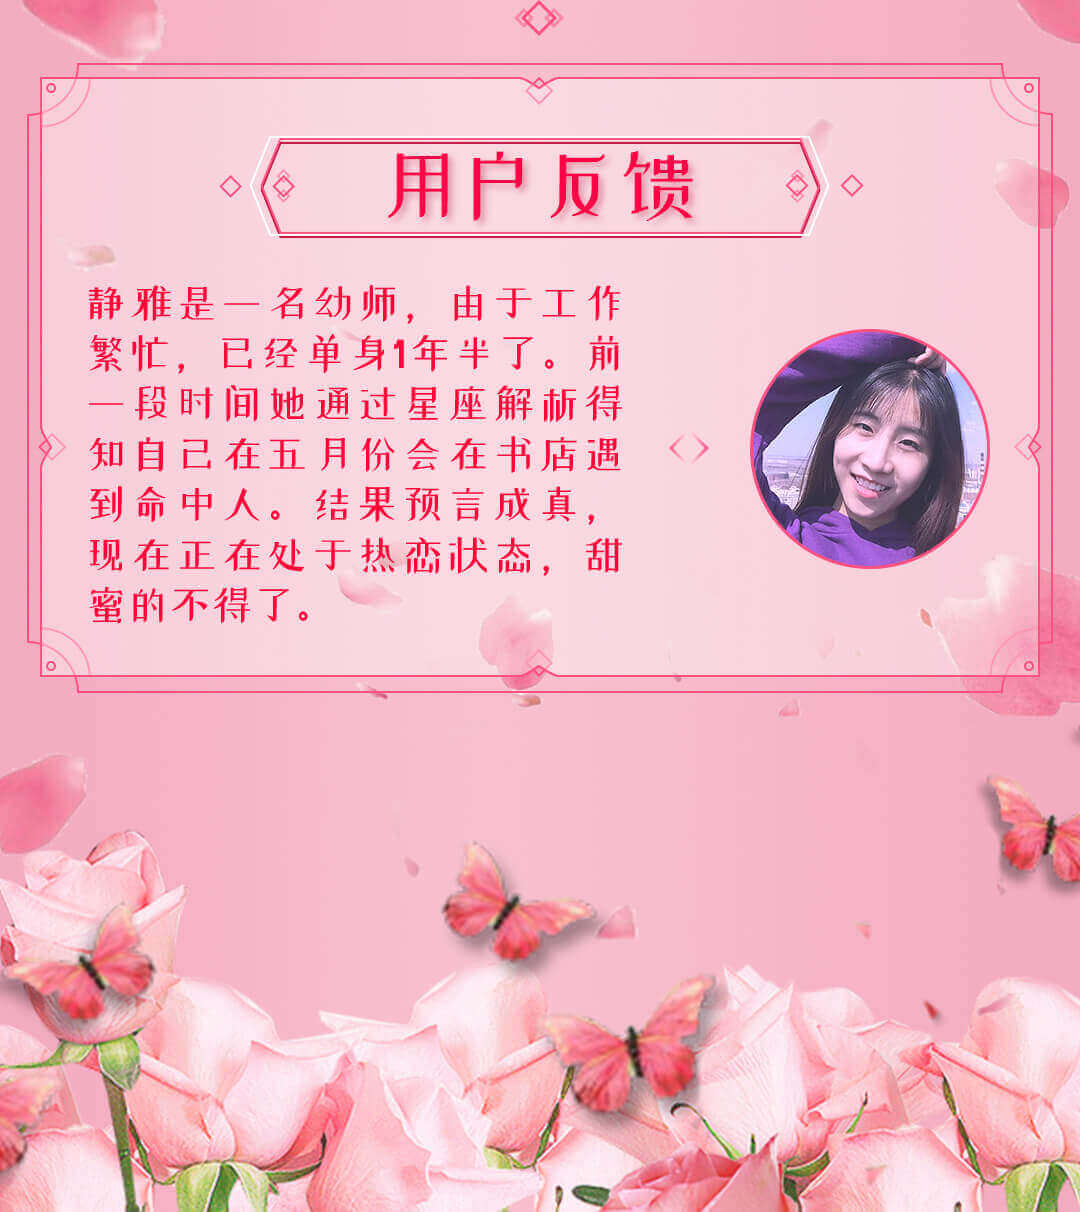 用户反馈
静雅是一名幼师，由于工作
繁忙，已经单身1年半了。前
一段时间她通过星座解析得
知自己在五月份会在书店遇
到命中人。结果预言成真，
现在正在处于热恋状态，甜
蜜的不得了。